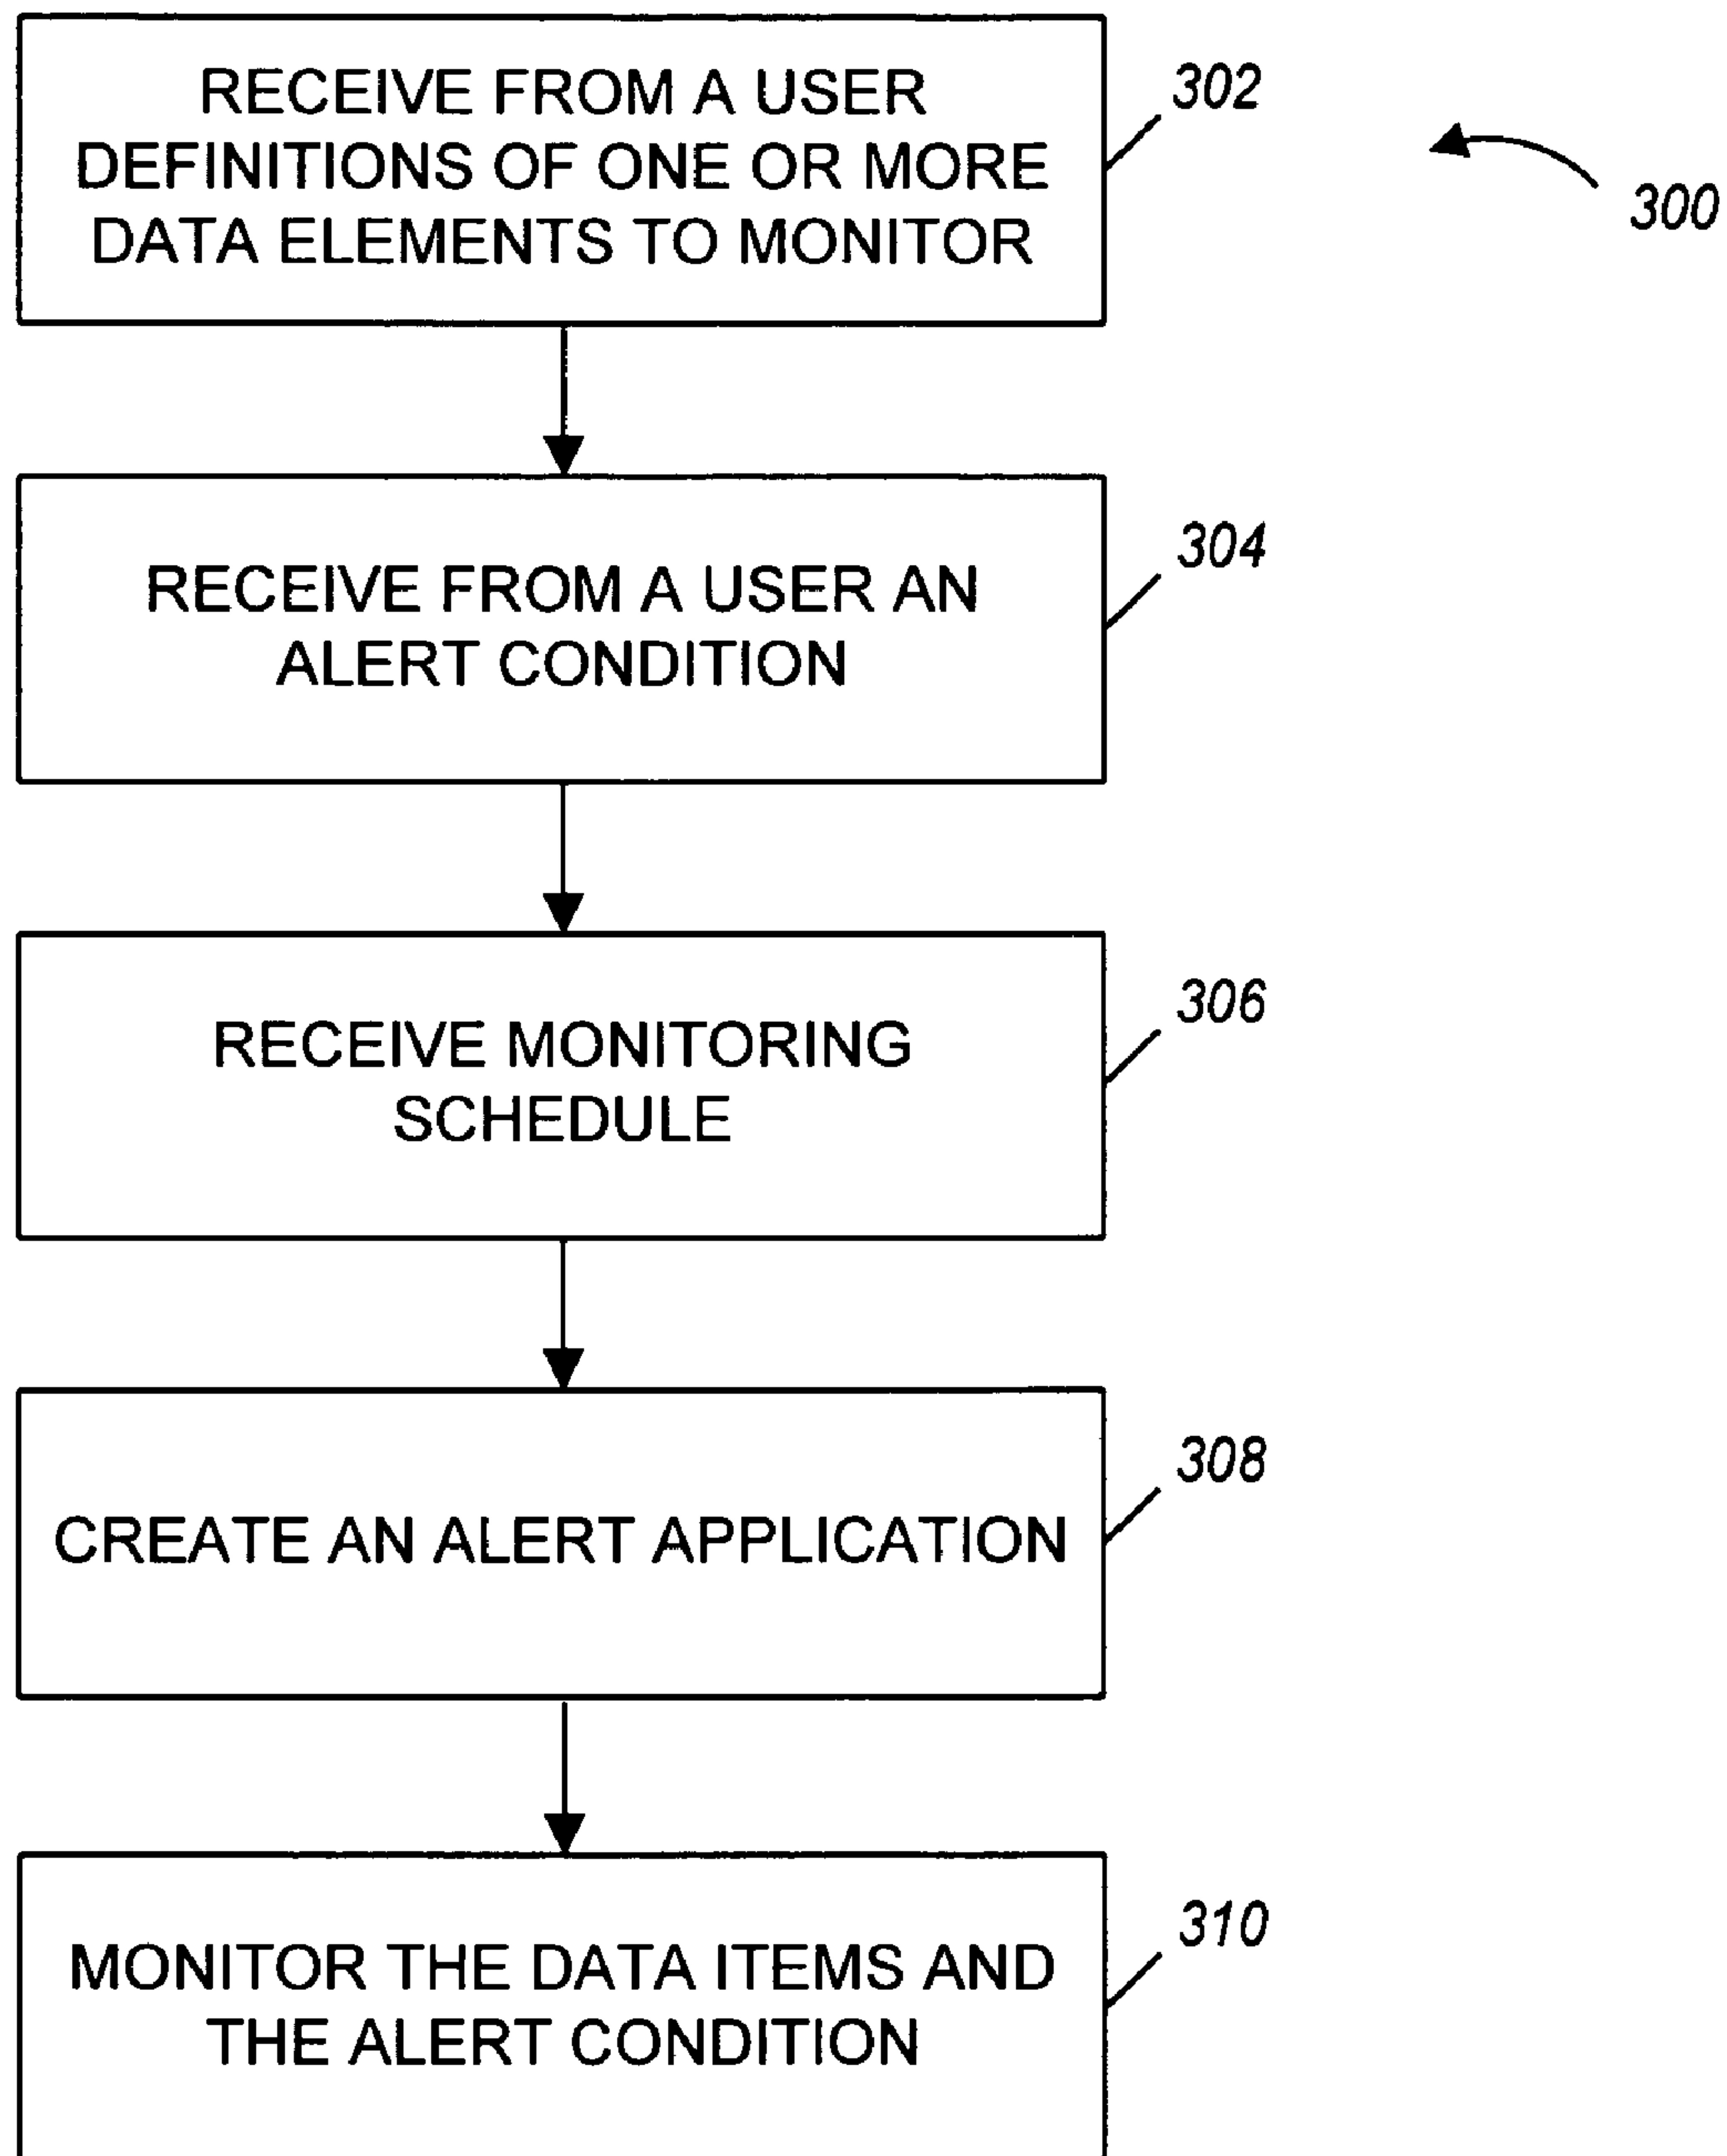 RECEIVE FROM A USER
DEFINITIONS OF ONE OR MORE
DATA ELEMENTS TO MONITOR
302
300
RECEIVE FROM A USER AN
ALERT CONDITION
304
RECEIVE MONITORING
SCHEDULE
306
CREATE AN ALERT APPLICATION
308
MONITOR THE DATA ITEMS AND
THE ALERT CONDITION
310